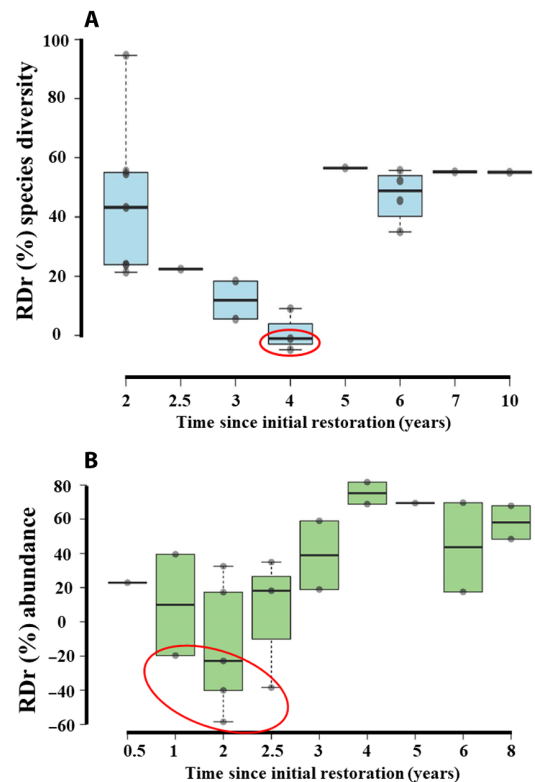 A
RDr (%) species diversity
100
80
60
40
20
0
2 2.5 3 4 5 6 7 10
Time since initial restoration (years)
B
RDr (%) abundance
80
60
40
20
0
−20
−40
−60
0.5 1 2 2.5 3 4 5 6 8
Time since initial restoration (years)